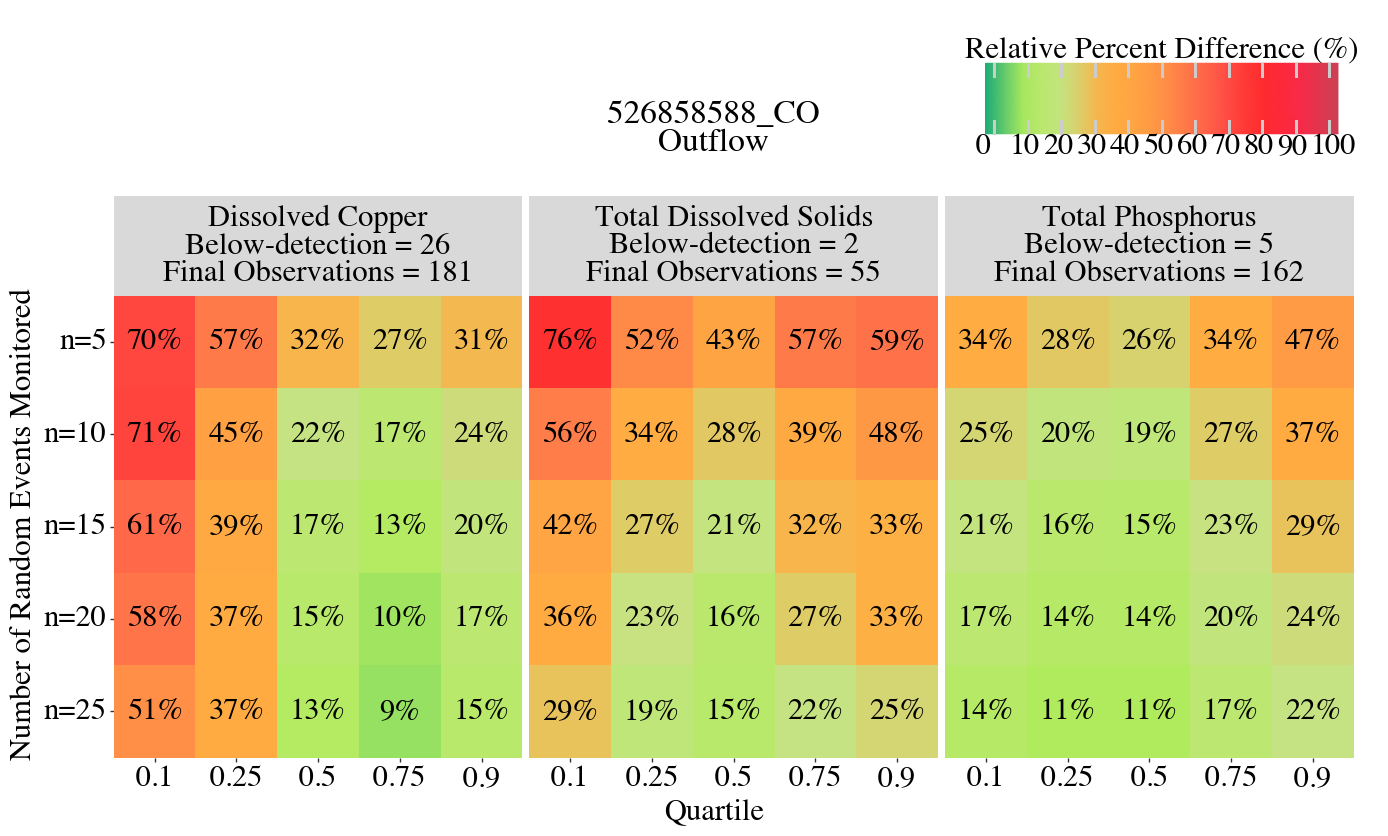 Relative Percent Difference (%)
0 10 20 30 40 50 60 70 80 90 100
526858588_CO
Outflow
Dissolved Copper
Below-detection = 26
Final Observations = 181
Total Dissolved Solids
Below-detection = 2
Final Observations = 55
Total Phosphorus
Below-detection = 5
Final Observations = 162
Number of Random Events Monitored
n=5 70% 57% 32% 27% 31% 76% 52% 43% 57% 59% 34% 28% 26% 34% 47%
n=10 71% 45% 22% 17% 24% 56% 34% 28% 39% 48% 25% 20% 19% 27% 37%
n=15 61% 39% 17% 13% 20% 42% 27% 21% 32% 33% 21% 16% 15% 23% 29%
n=20 58% 37% 15% 10% 17% 36% 23% 16% 27% 33% 17% 14% 14% 20% 24%
n=25 51% 37% 13% 9% 15% 29% 19% 15% 22% 25% 14% 11% 11% 17% 22%
0.1 0.25 0.5 0.75 0.9 0.1 0.25 0.5 0.75 0.9 0.1 0.25 0.5 0.75 0.9
Quartile